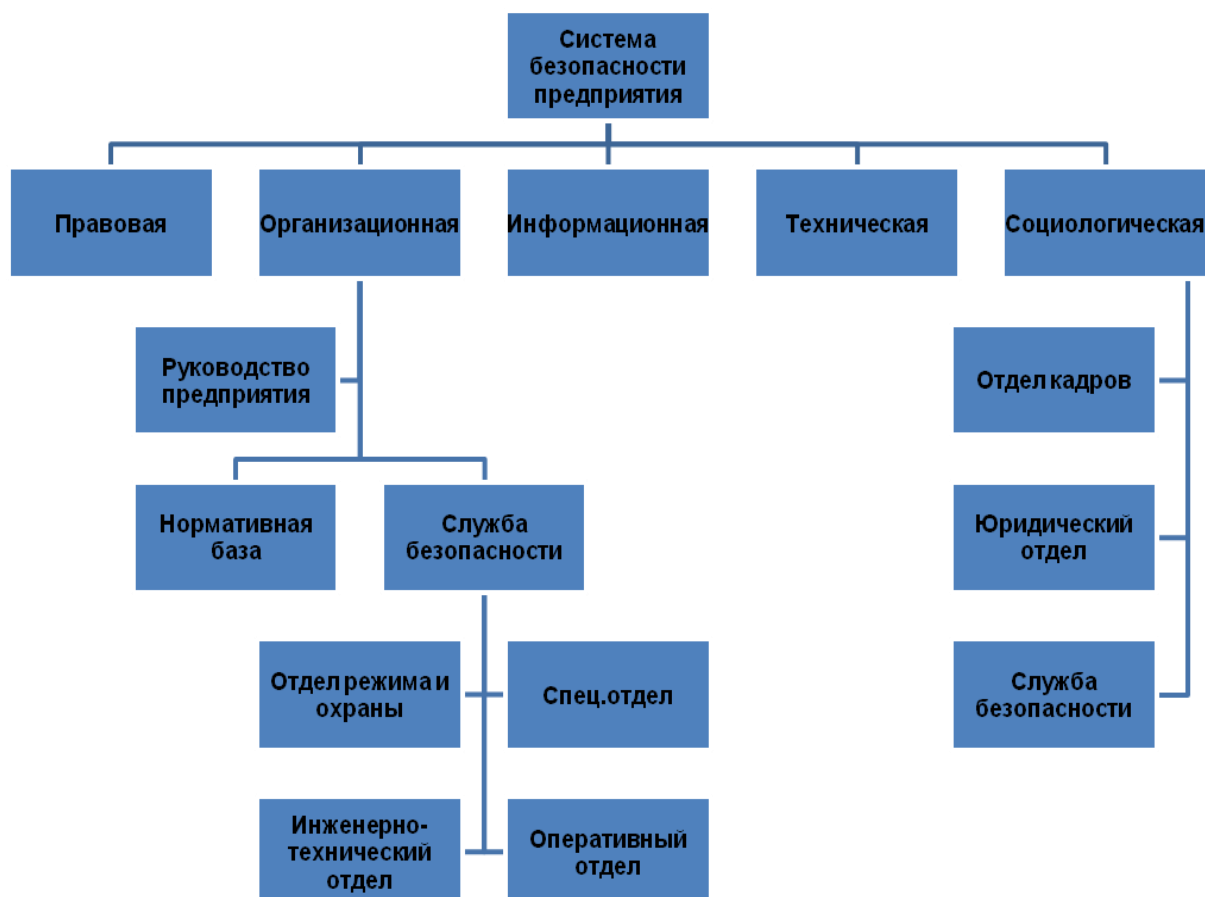 Система
безопасности
предприятия
Правовая
Организационная
Информационная
Техническая
Социологическая
Руководство
предприятия
Отдел кадров
Нормативная
база
Служба
безопасности
Юридический
отдел
Отдел режима и
охраны
Спец.отдел
Служба
безопасности
Инженерно-
технический
отдел
Оперативный
отдел